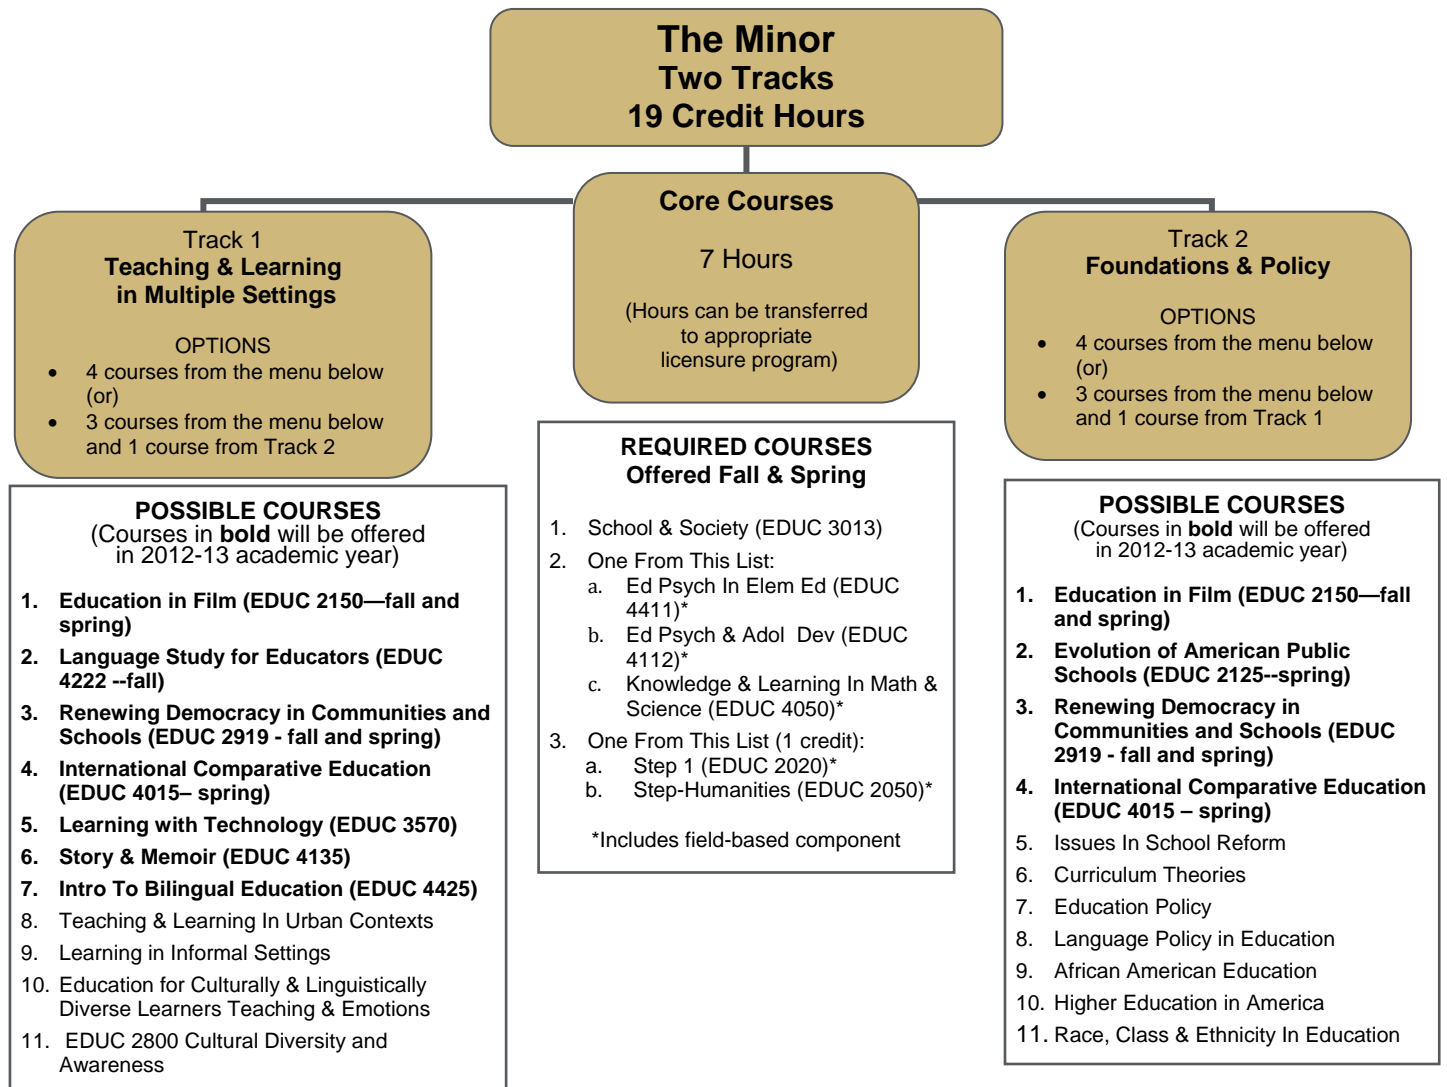 The Minor
Two Tracks
19 Credit Hours
Track 1
Teaching & Learning
in Multiple Settings
OPTIONS
• 4 courses from the menu below
(or)
• 3 courses from the menu below
and 1 course from Track 2
Core Courses
7 Hours
(Hours can be transferred
to appropriate
licensure program)
Track 2
Foundations & Policy
OPTIONS
• 4 courses from the menu below
(or)
• 3 courses from the menu below
and 1 course from Track 1
POSSIBLE COURSES
(Courses in bold will be offered
in 2012-13 academic year)
1. Education in Film (EDUC 2150—fall and
spring)
2. Language Study for Educators (EDUC
4222 --fall)
3. Renewing Democracy in Communities and
Schools (EDUC 2919 - fall and spring)
4. International Comparative Education
(EDUC 4015– spring)
5. Learning with Technology (EDUC 3570)
6. Story & Memoir (EDUC 4135)
7. Intro To Bilingual Education (EDUC 4425)
8. Teaching & Learning In Urban Contexts
9. Learning in Informal Settings
10. Education for Culturally & Linguistically
Diverse Learners Teaching & Emotions
11. EDUC 2800 Cultural Diversity and
Awareness
REQUIRED COURSES
Offered Fall & Spring
1. School & Society (EDUC 3013)
2. One From This List:
a. Ed Psych In Elem Ed (EDUC
4411)*
b. Ed Psych & Adol Dev (EDUC
4112)*
c. Knowledge & Learning In Math &
Science (EDUC 4050)*
3. One From This List (1 credit):
a. Step 1 (EDUC 2020)*
b. Step-Humanities (EDUC 2050)*
*Includes field-based component
POSSIBLE COURSES
(Courses in bold will be offered
in 2012-13 academic year)
1. Education in Film (EDUC 2150—fall
and spring)
2. Evolution of American Public
Schools (EDUC 2125--spring)
3. Renewing Democracy in
Communities and Schools (EDUC
2919 - fall and spring)
4. International Comparative Education
(EDUC 4015 – spring)
5. Issues In School Reform
6. Curriculum Theories
7. Education Policy
8. Language Policy in Education
9. African American Education
10. Higher Education in America
11. Race, Class & Ethnicity In Education